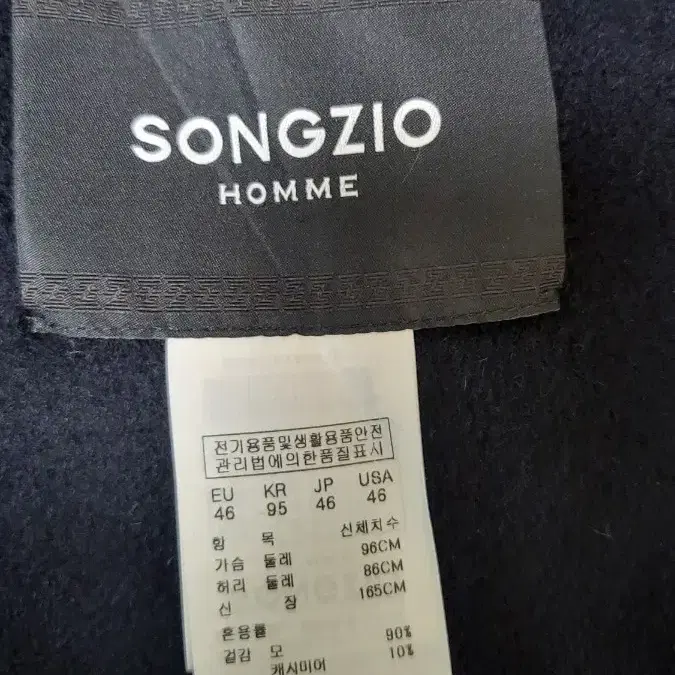 SONGZIO
HOMME
전기용품및생활용품안전
관리법에의한품질표시
EU KR JP USA
46 95 46 46
항 목 신체치수
가슴 둘레 96CM
허리 둘레 86CM
신 장 165CM
혼용률
겉감 모 90%
캐시미어 10%